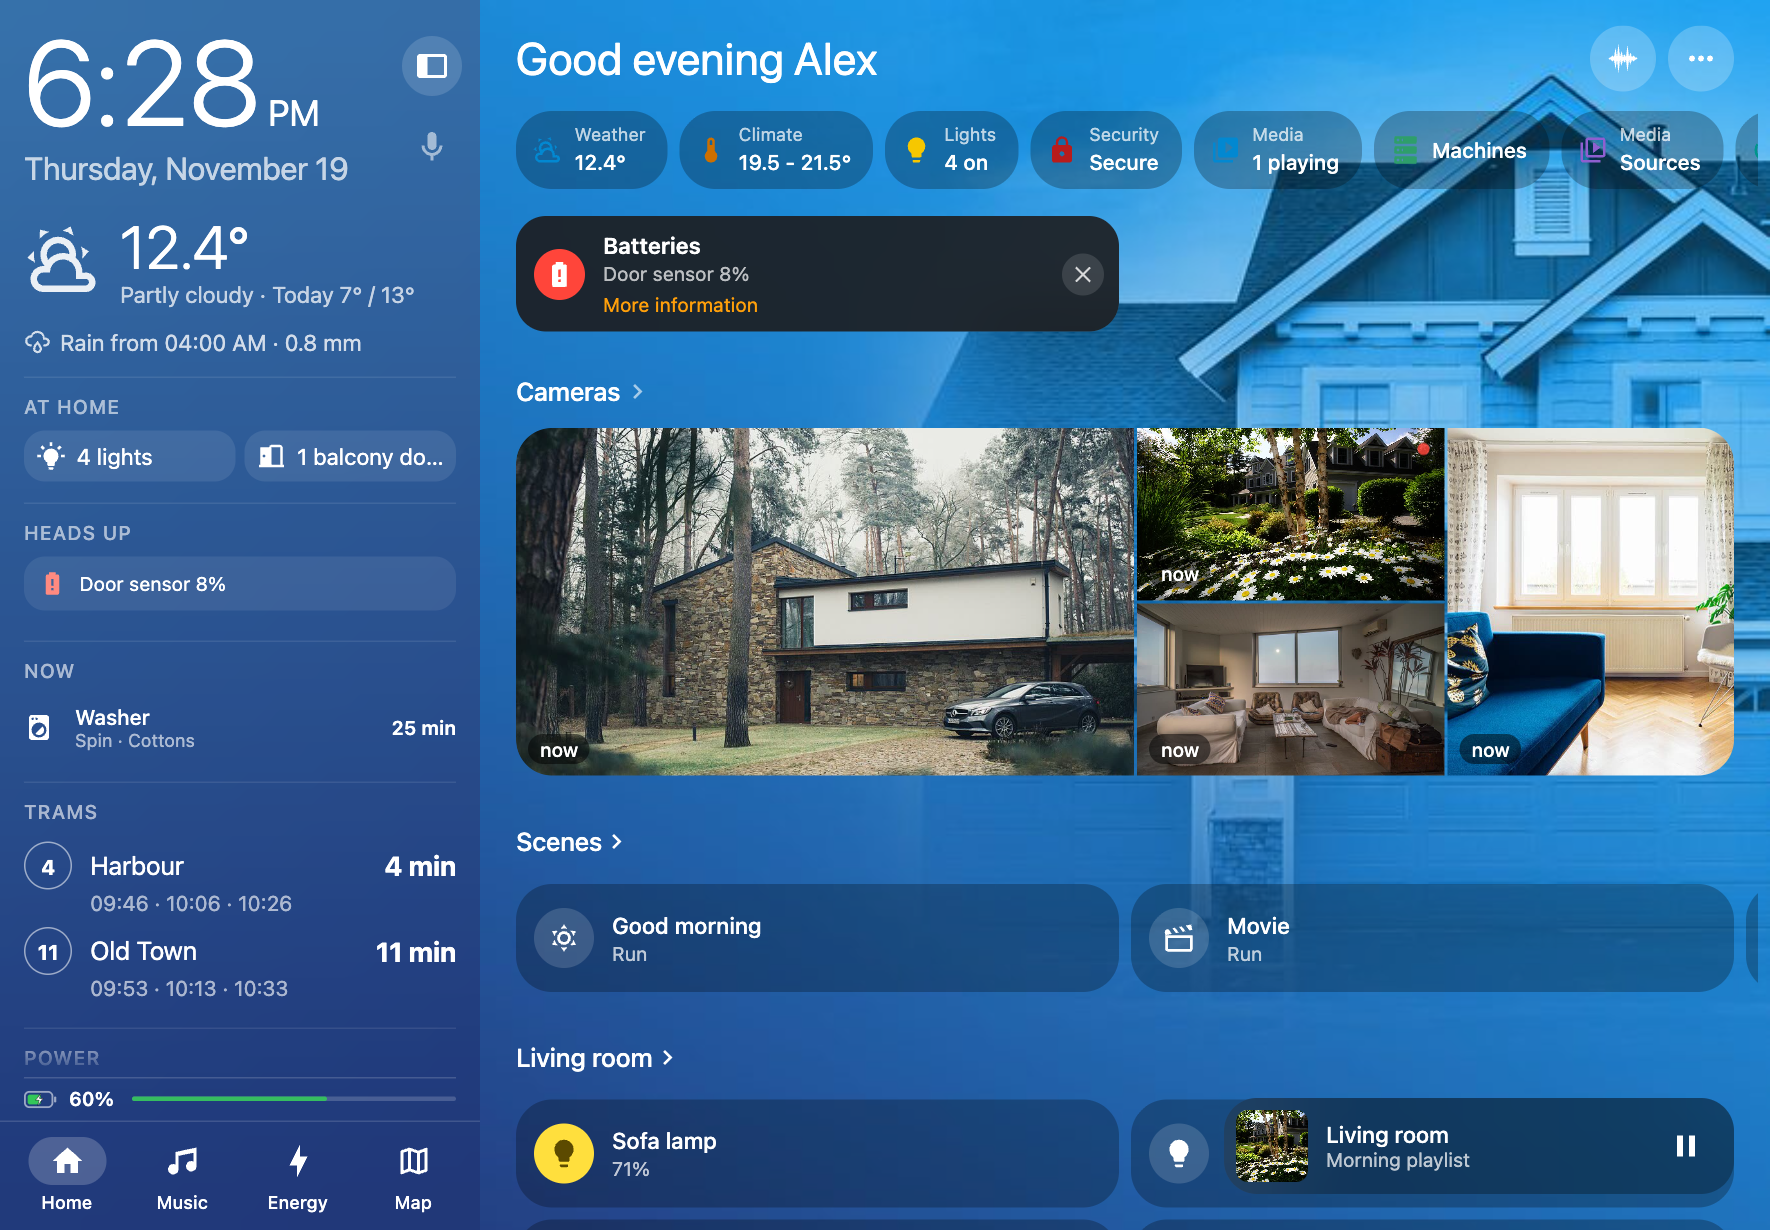 6:28 PM
Thursday, November 19
12.4°
Partly cloudy · Today 7° / 13°
Rain from 04:00 AM · 0.8 mm
AT HOME
4 lights
1 balcony do...
HEADS UP
Door sensor 8%
NOW
Washer
Spin · Cottons
25 min
TRAMS
4
Harbour
4 min
09:46 · 10:06 · 10:26
11
Old Town
11 min
09:53 · 10:13 · 10:33
POWER
60%
Home
Music
Energy
Map
Good evening Alex
Weather
12.4°
Climate
19.5 - 21.5°
Lights
4 on
Security
Secure
Media
1 playing
Machines
Media
Sources
Batteries
Door sensor 8%
More information
Cameras
now
now
now
now
Scenes
Good morning
Run
Movie
Run
Living room
Sofa lamp
71%
Living room
Morning playlist